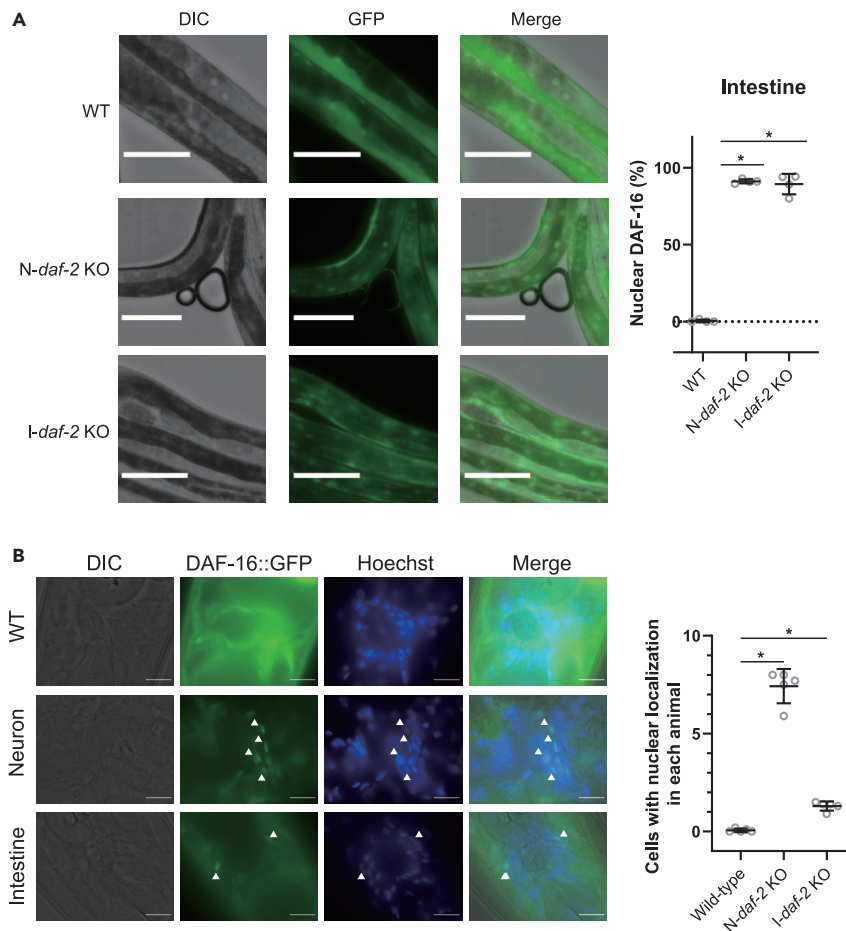 A
DIC
GFP
Merge
WT
N-daf-2 KO
I-daf-2 KO
Intestine
Nuclear DAF-16 (%)
100
50
0
*
*
WT
N-daf-2 KO
I-daf-2 KO
B
DIC
DAF-16::GFP
Hoechst
Merge
WT
Neuron
Intestine
Cells with nuclear localization
in each animal
10
5
0
*
*
Wild-type
N-daf-2 KO
I-daf-2 KO